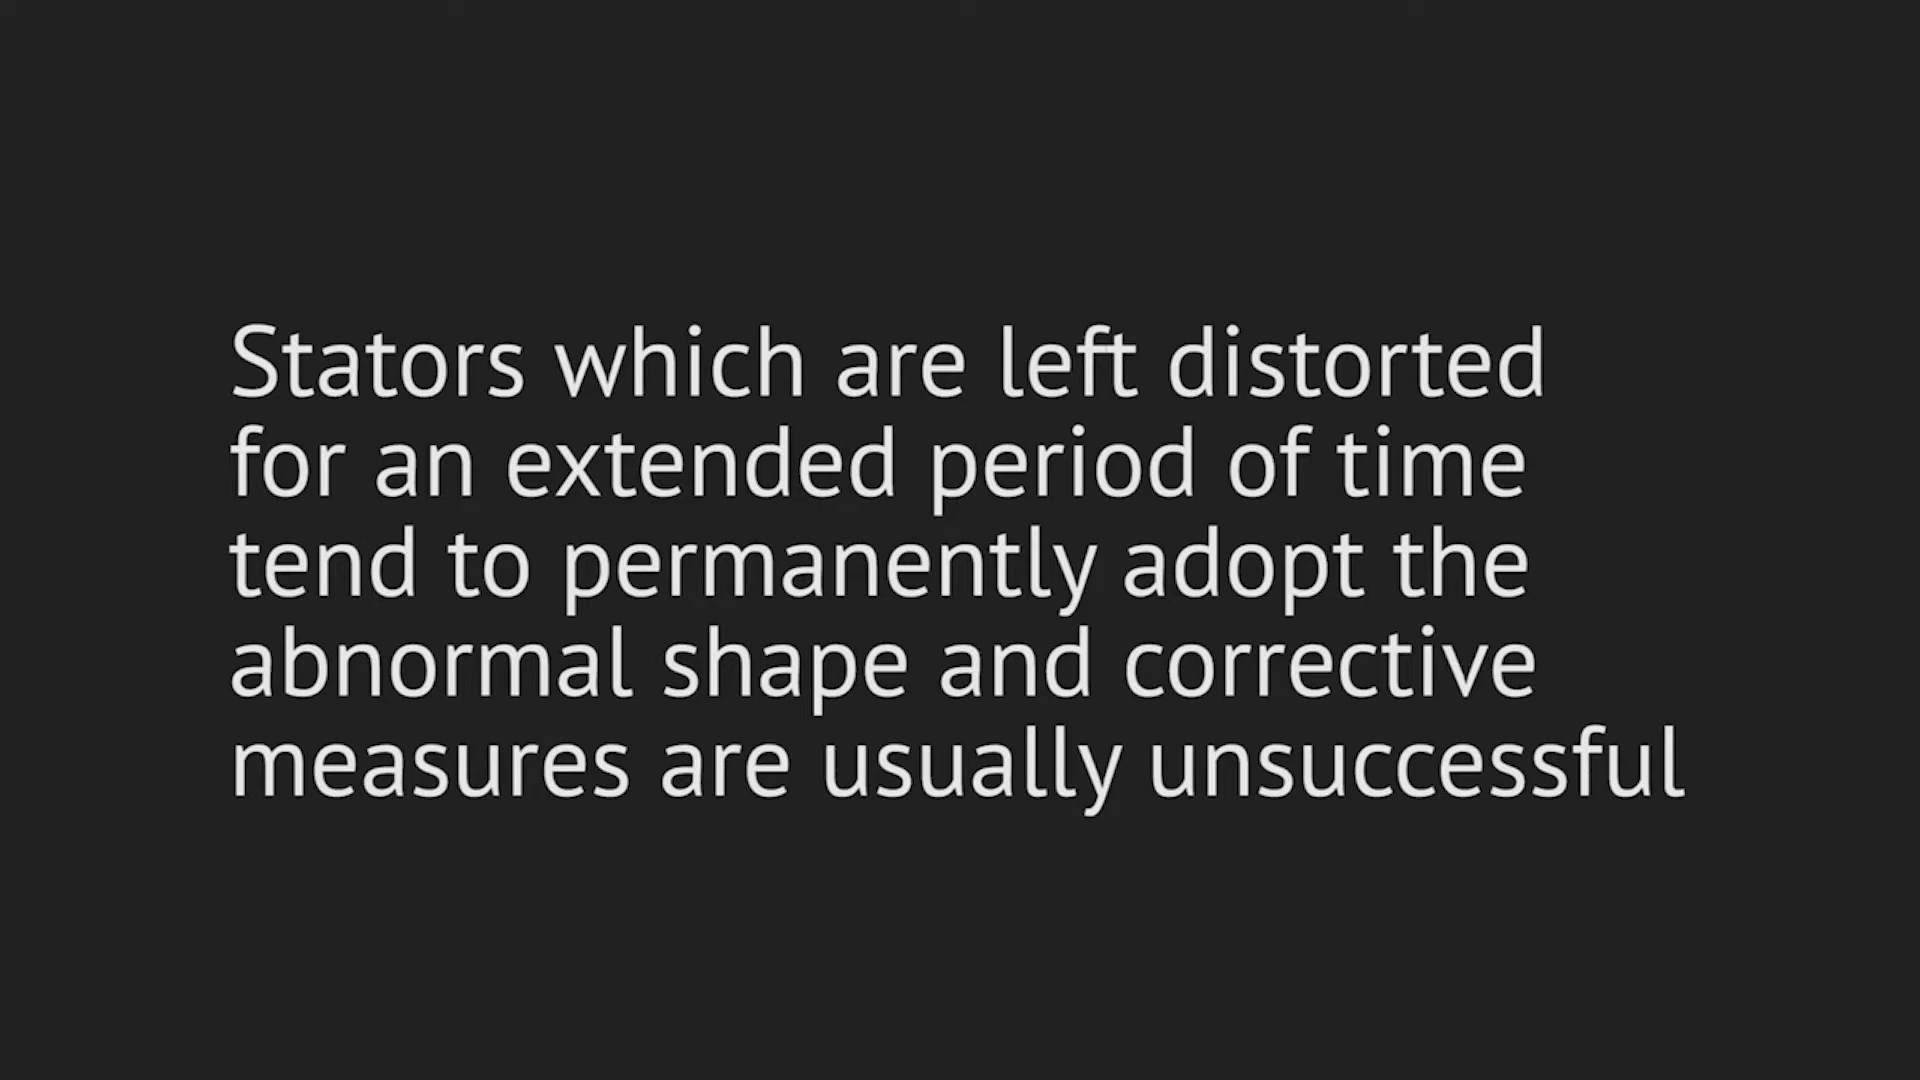 Stators which are left distorted
for an extended period of time
tend to permanently adopt the
abnormal shape and corrective
measures are usually unsuccessful